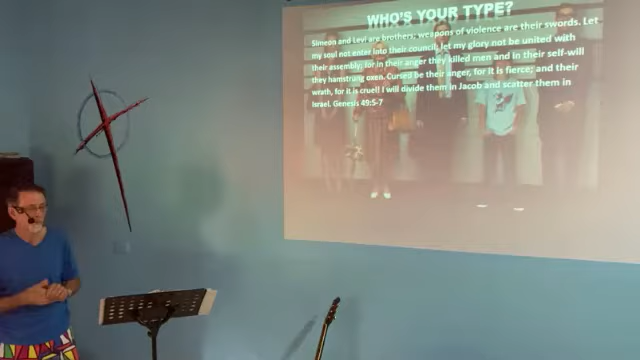 WHO'S YOUR TYPE?
Simeon and Levi are brothers; weapons of violence are their swords. Let
my soul not enter into their council; let my glory not be united with
their assembly; for in their anger they killed men and in their self-will
they hamstrung oxen. Cursed be their anger, for it is fierce; and their
wrath, for it is cruel! I will divide them in Jacob and scatter them in
Israel. Genesis 49:5-7